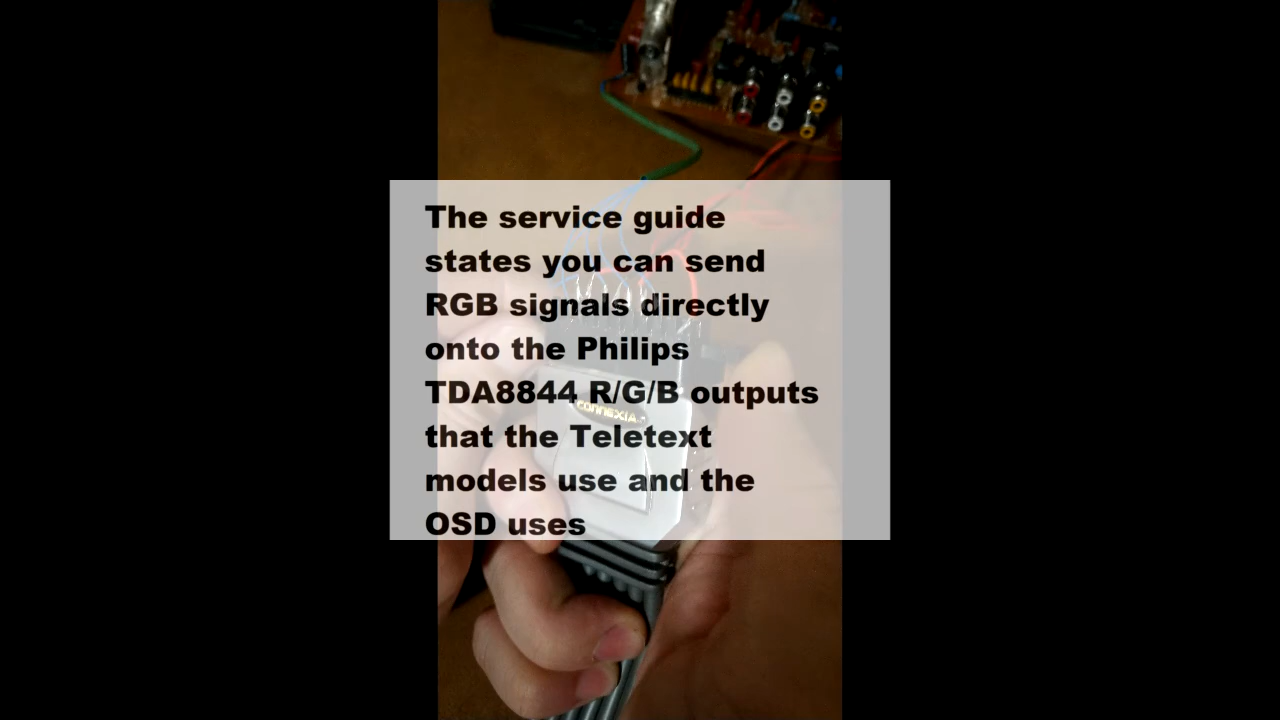 The service guide
states you can send
RGB signals directly
onto the Philips
TDA8844 R/G/B outputs
that the Teletext
models use and the
OSD uses
connexia